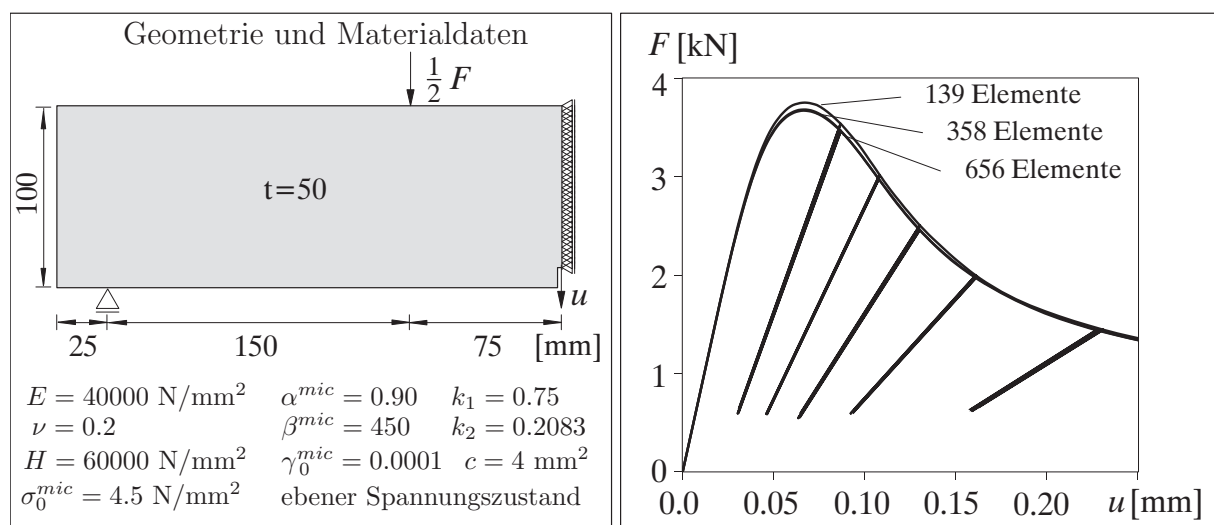 Geometrie und Materialdaten
½ F
100
t=50
u
25 150 75 [mm]
E = 40000 N/mm² α^mic = 0.90 k₁ = 0.75
ν = 0.2 β^mic = 450 k₂ = 0.2083
H = 60000 N/mm² γ₀^mic = 0.0001 c = 4 mm²
σ₀^mic = 4.5 N/mm² ebener Spannungszustand
F [kN]
4
139 Elemente
358 Elemente
656 Elemente
3
2
1
0
0.0 0.05 0.10 0.15 0.20 u [mm]